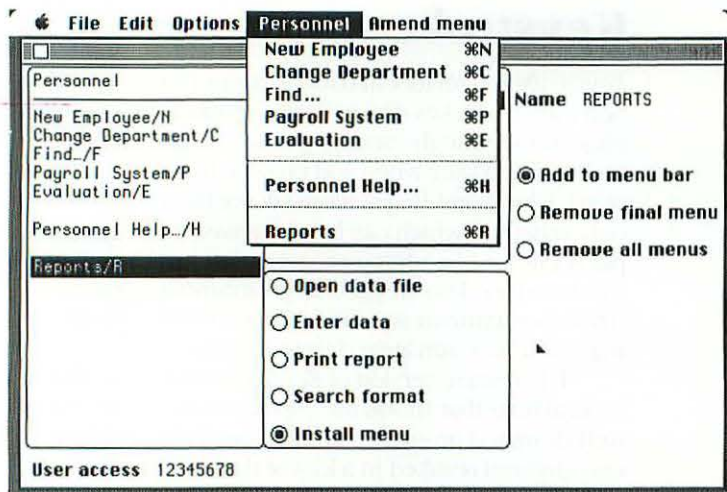 File Edit Options Personnel Amend menu
New Employee ⌘N
Change Department ⌘C
Find... ⌘F
Payroll System ⌘P
Evaluation ⌘E
Personnel Help... ⌘H
Reports ⌘R
Personnel
New Employee/N
Change Department/C
Find…/F
Payroll System/P
Evaluation/E
Personnel Help…/H
Reports/R
User access 12345678
Open data file
Enter data
Print report
Search format
Install menu
Name REPORTS
Add to menu bar
Remove final menu
Remove all menus